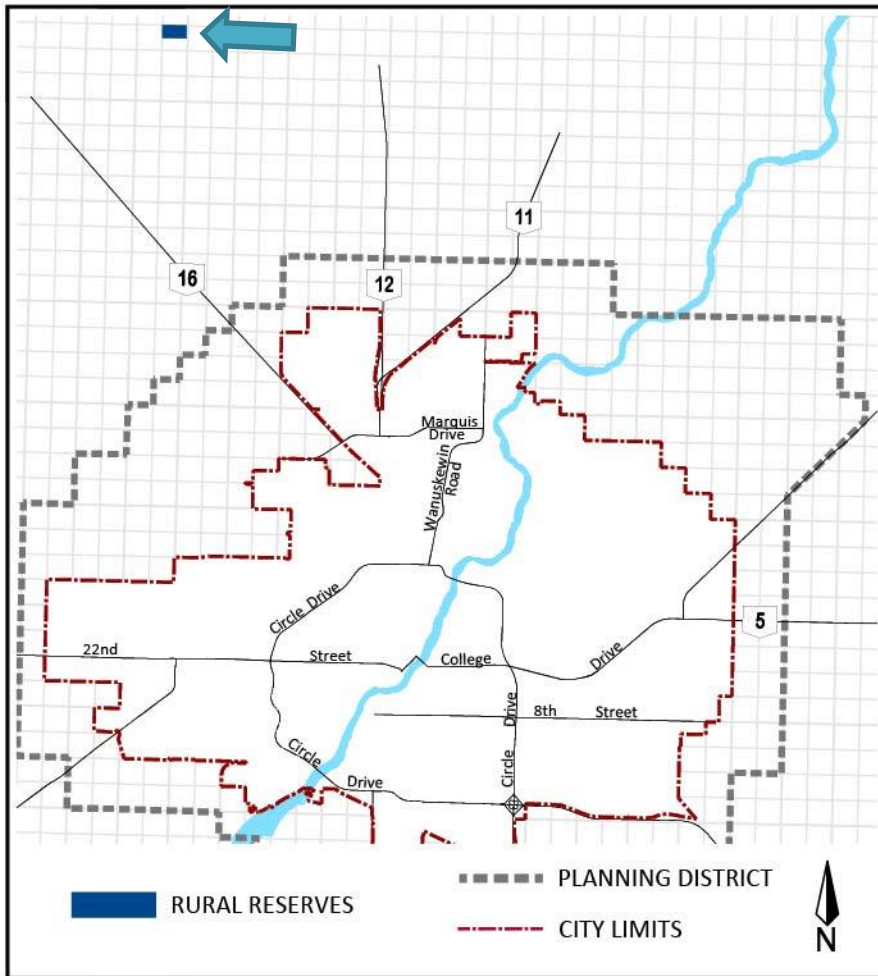 11
16
12
Marquis
Drive
Wanuskewin
Road
Circle Drive
5
22nd Street College Drive
8th Street
Circle Drive
Circle Drive
RURAL RESERVES
PLANNING DISTRICT
CITY LIMITS
N